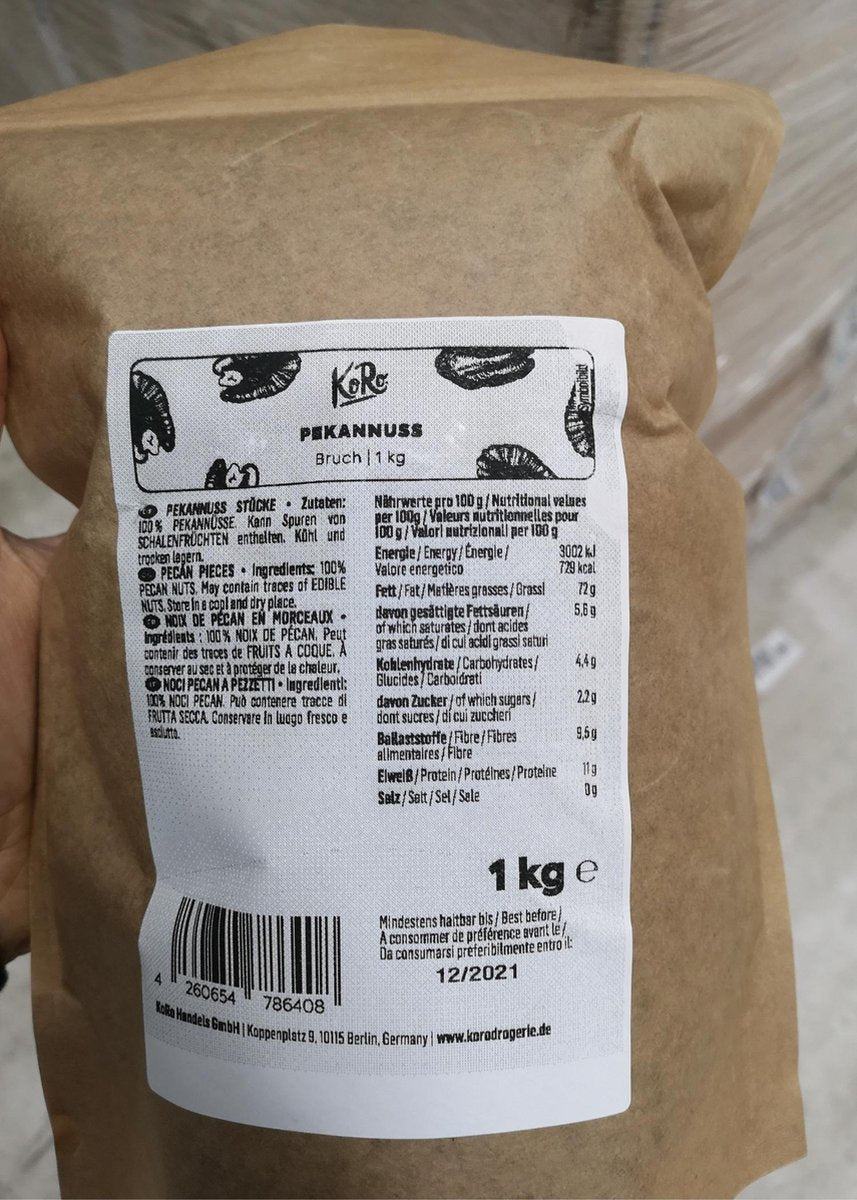 KoRo
Symbolbild
PEKANNUSS
Bruch | 1 kg
PEKANNUSS STÜCKE • Zutaten:
100% PEKANNÜSSE. Kann Spuren von
SCHALENFRÜCHTEN enthalten. Kühl und
trocken lagern.
PECAN PIECES • Ingredients: 100%
PECAN NUTS. May contain traces of EDIBLE
NUTS. Store in a cool and dry place.
NOIX DE PÉCAN EN MORCEAUX •
Ingrédients : 100% NOIX DE PÉCAN. Peut
contenir des traces de FRUITS A COQUE. À
conserver au sec et à protéger de la chaleur.
NOCI PECAN A PEZZETTI • Ingredienti:
100% NOCI PECAN. Può contenere tracce di
FRUTTA SECCA. Conservare in luogo fresco e
asciutto.
Nährwerte pro 100 g / Nutritional values
per 100g / Valeurs nutritionnelles pour
100 g / Valori nutrizionali per 100 g
Energie / Energy / Énergie / 3002 kJ
Valore energetico 729 kcal
Fett / Fat / Matières grasses / Grassi 72 g
davon gesättigte Fettsäuren / 5,6 g
of which saturates / dont acides
gras saturés / di cui acidi grassi saturi
Kohlenhydrate / Carbohydrates / 4,4 g
Glucides / Carboidrati
davon Zucker / of which sugars / 2,2 g
dont sucres / di cui zuccheri
Ballaststoffe / Fibre / Fibres 9,6 g
alimentaires / Fibre
Eiweiß / Protein / Protéines / Proteine 11 g
Salz / Salt / Sel / Sale 0 g
1 kg e
Mindestens haltbar bis / Best before /
A consommer de préférence avant le /
Da consumarsi preferibilmente entro il:
12/2021
4 260654 786408
KoRo Handels GmbH | Koppenplatz 9, 10115 Berlin, Germany | www.korodrogerie.de